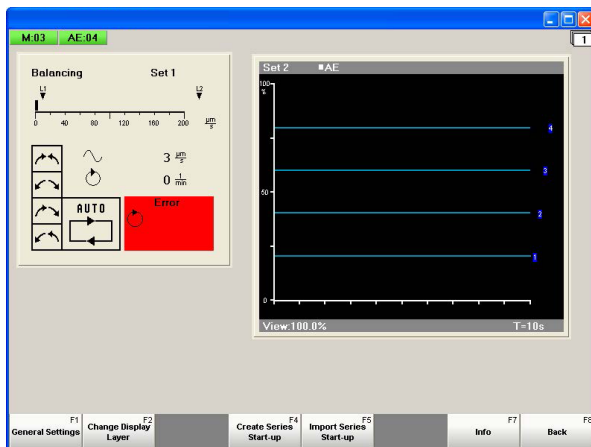 M:03 AE:04
1
Balancing Set 1
L1 L2
0 40 80 120 160 200 µm/s
3 µm/s
0 1/min
AUTO
Error
Set 2 AE
100
%
4
3
50
2
1
0
View:100.0% T=10s
F1 General Settings
F2 Change Display Layer
F4 Create Series Start-up
F5 Import Series Start-up
F7 Info
F8 Back